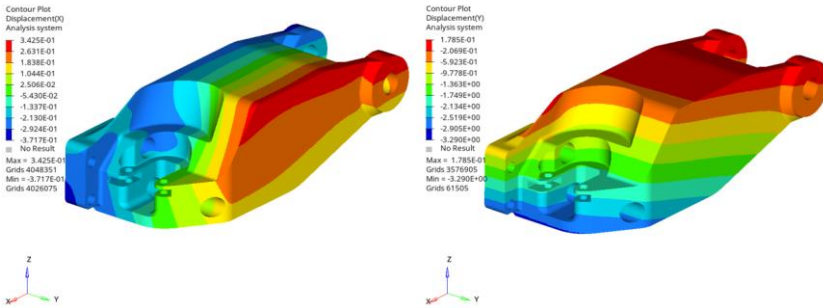 Contour Plot
Displacement(X)
Analysis system
3.425E-01
2.631E-01
1.838E-01
1.044E-01
2.506E-02
-5.430E-02
-1.337E-01
-2.130E-01
-2.924E-01
-3.717E-01
No Result
Max = 3.425E-01
Grids 4048351
Min = -3.717E-01
Grids 4026075
Z
X
Y
Contour Plot
Displacement(Y)
Analysis system
1.785E-01
-2.069E-01
-5.923E-01
-9.778E-01
-1.363E+00
-1.749E+00
-2.134E+00
-2.519E+00
-2.905E+00
-3.290E+00
No Result
Max = 1.785E-01
Grids 3576905
Min = -3.290E+00
Grids 61505
Z
X
Y